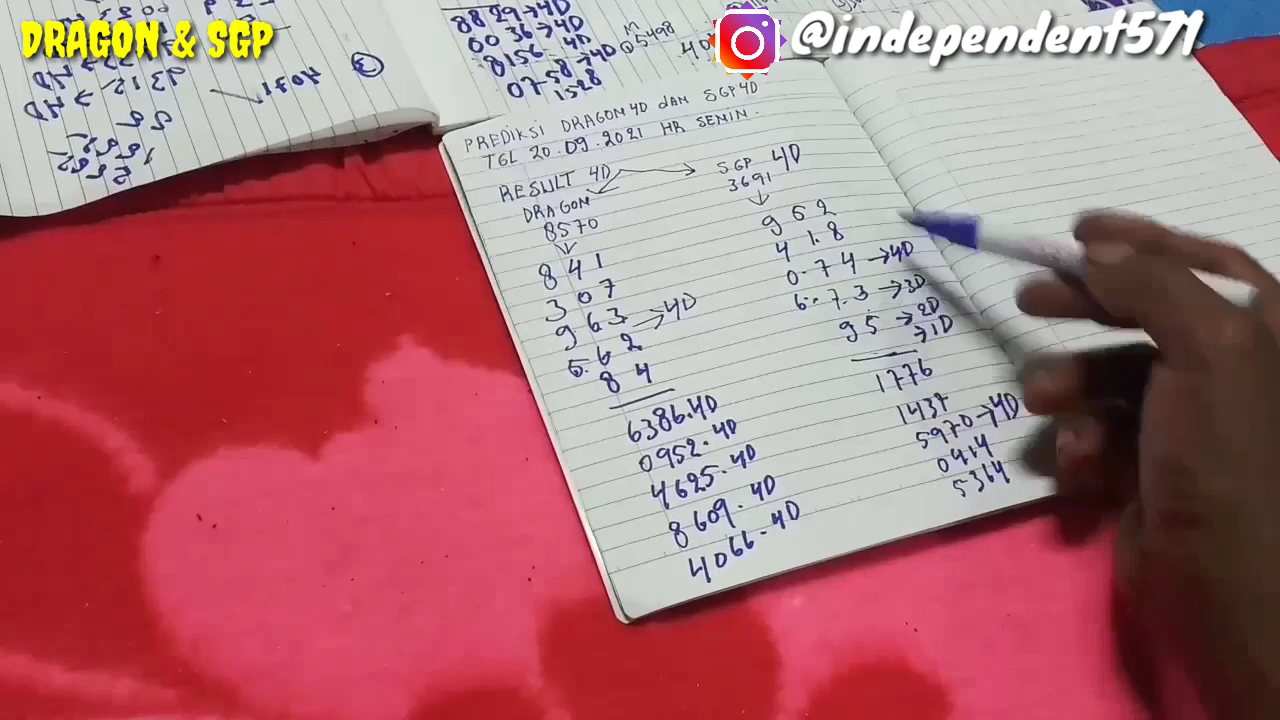 DRAGON & SGP
@independent571
8829→4D
0036→4D
8156→4D
07-58→4D
1528
M
05498
PREDIKSI DRAGON 4D dan SGP 4D
TGL 20.09.2021 HR SENIN.
RESULT 4D
DRAGON
8570
8 4 1
3 0 7
9 6 3 →4D
5. 6 2
8 4
6386.4D
0952.4D
4625.4D
8609.4D
4066.4D
SGP 4D
3691
9 6 2
4 1. 8
0. 7 4 →4D
6. 7. 3 →3D
9 5 →2D
→1D
1776
1437
5970→4D
0414
5364